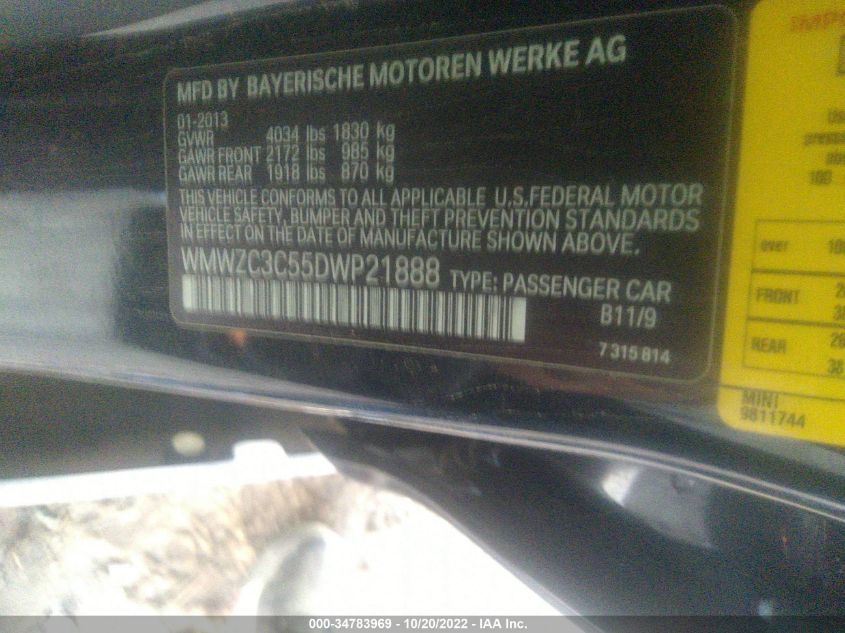 MFD BY BAYERISCHE MOTOREN WERKE AG
01-2013
GVWR 4034 lbs 1830 kg
GAWR FRONT 2172 lbs 985 kg
GAWR REAR 1918 lbs 870 kg
THIS VEHICLE CONFORMS TO ALL APPLICABLE U.S.FEDERAL MOTOR
VEHICLE SAFETY, BUMPER AND THEFT PREVENTION STANDARDS
IN EFFECT ON THE DATE OF MANUFACTURE SHOWN ABOVE.
WMWZC3C55DWP21888 TYPE: PASSENGER CAR
B11/9
7 315 814
over
FRONT
REAR
38
MINI
9811744
000-34783969 - 10/20/2022 - IAA Inc.